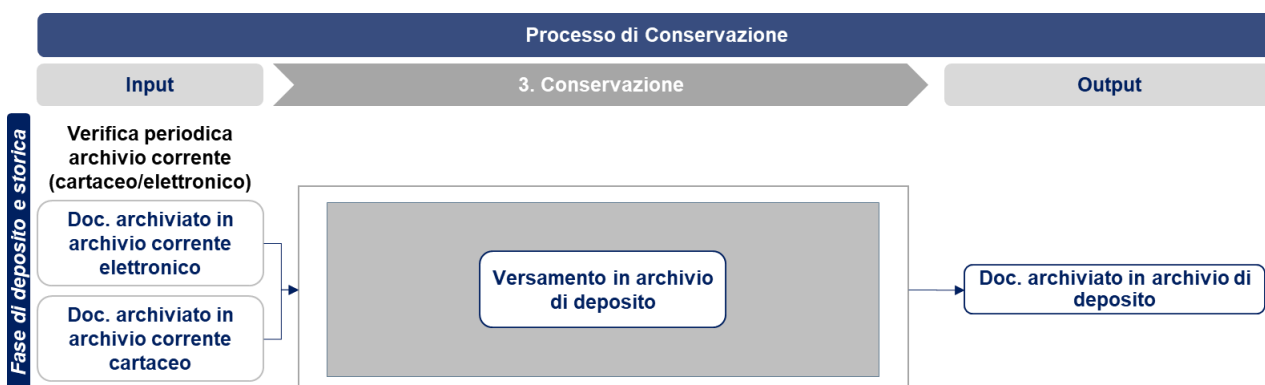 Processo di Conservazione
Input
3. Conservazione
Output
Fase di deposito e storica
Verifica periodica
archivio corrente
(cartaceo/elettronico)
Doc. archiviato in
archivio corrente
elettronico
Doc. archiviato in
archivio corrente
cartaceo
Versamento in archivio
di deposito
Doc. archiviato in archivio di
deposito